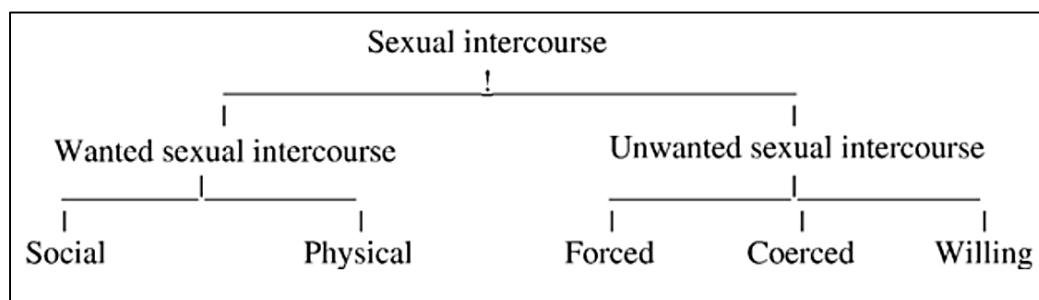 Sexual intercourse
Wanted sexual intercourse Unwanted sexual intercourse
Social Physical Forced Coerced Willing